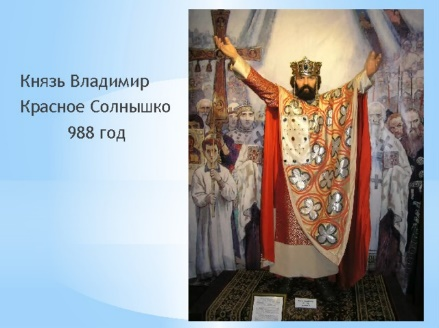 Князь Владимир
Красное Солнышко
988 год